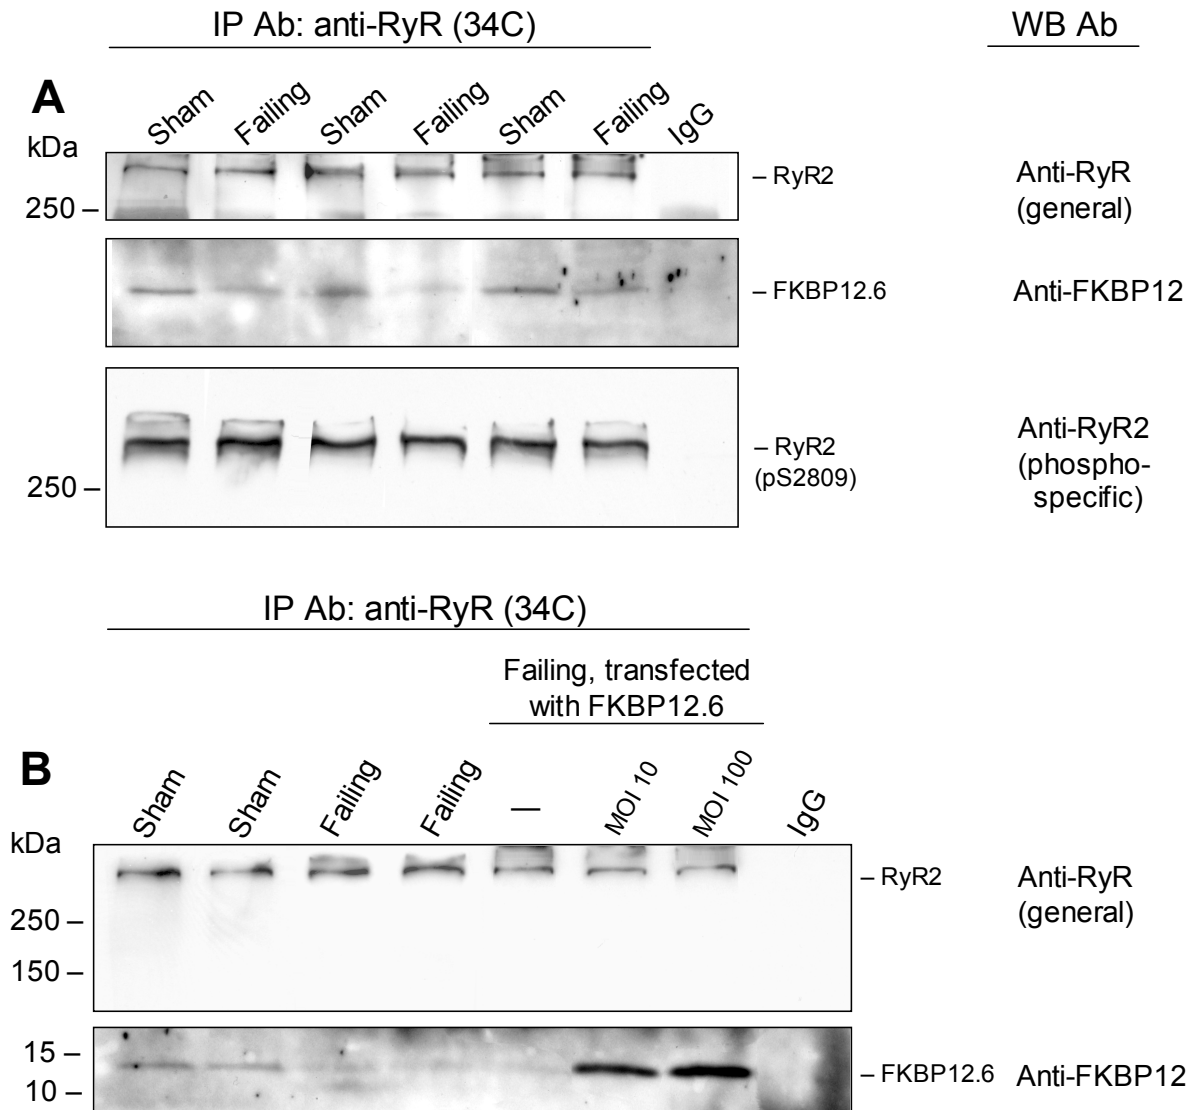 IP Ab: anti-RyR (34C)
WB Ab
A
Sham
Failing
Sham
Failing
Sham
Failing
IgG
kDa
250 –
– RyR2
Anti-RyR
(general)
– FKBP12.6
Anti-FKBP12
250 –
– RyR2
(pS2809)
Anti-RyR2
(phospho-
specific)
IP Ab: anti-RyR (34C)
Failing, transfected
with FKBP12.6
B
Sham
Sham
Failing
Failing
—
MOI 10
MOI 100
IgG
kDa
250 –
150 –
– RyR2
Anti-RyR
(general)
15 –
10 –
– FKBP12.6
Anti-FKBP12